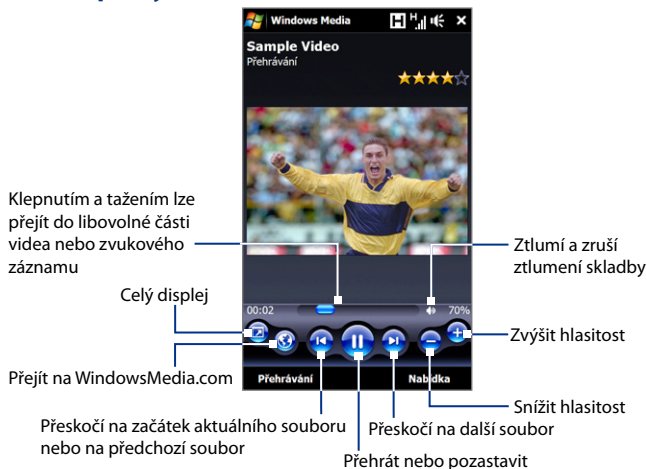 Windows Media
Sample Video
Přehrávání
Klepnutím a tažením lze
přejít do libovolné části
videa nebo zvukového
záznamu
Ztlumí a zruší
ztlumení skladby
Celý displej
00:02
70%
Zvýšit hlasitost
Přejít na WindowsMedia.com
Přehrávání
Nabídka
Snížit hlasitost
Přeskočí na začátek aktuálního souboru
nebo na předchozí soubor
Přeskočí na další soubor
Přehrát nebo pozastavit